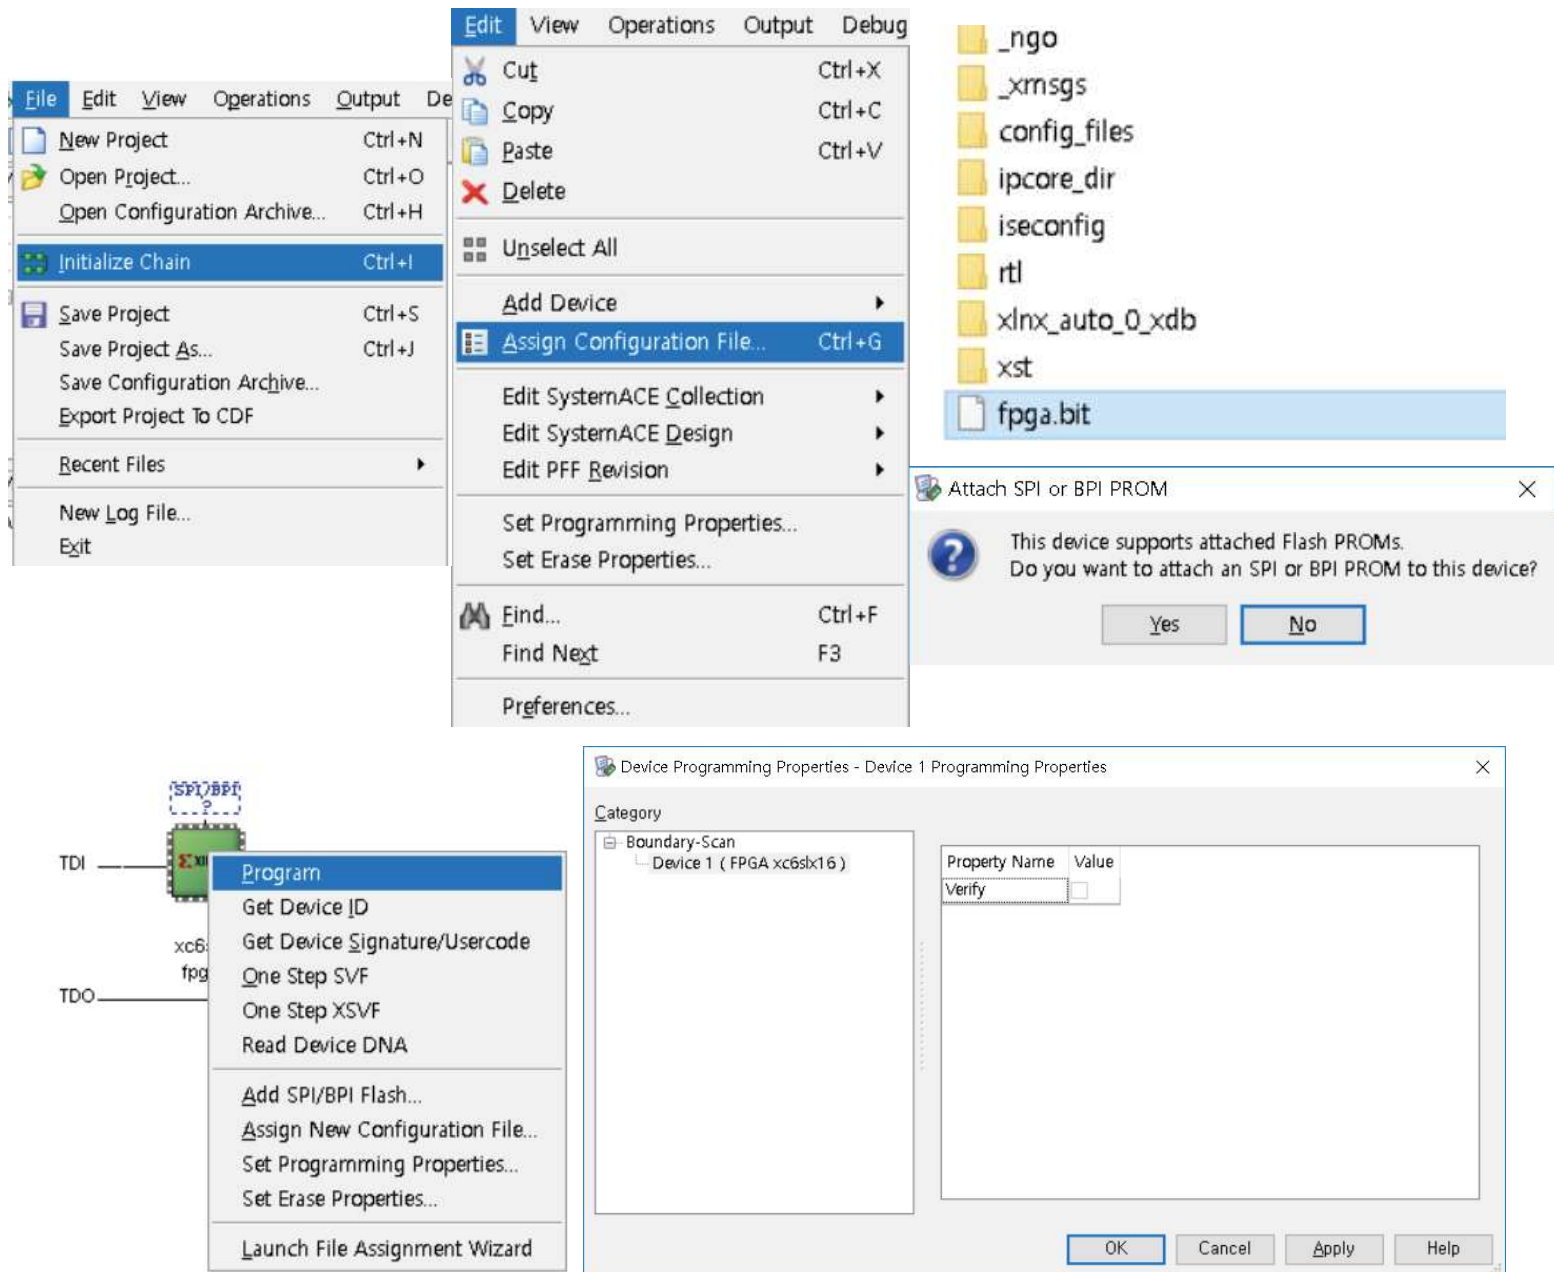 File Edit View Operations Output De
New Project Ctrl+N
Open Project... Ctrl+O
Open Configuration Archive... Ctrl+H
Initialize Chain Ctrl+I
Save Project Ctrl+S
Save Project As... Ctrl+J
Save Configuration Archive...
Export Project To CDF
Recent Files
New Log File...
Exit
Edit View Operations Output Debug
Cut Ctrl+X
Copy Ctrl+C
Paste Ctrl+V
Delete
Unselect All
Add Device
Assign Configuration File... Ctrl+G
Edit SystemACE Collection
Edit SystemACE Design
Edit PFF Revision
Set Programming Properties...
Set Erase Properties...
Find... Ctrl+F
Find Next F3
Preferences...
_ngo
_xmsgs
config_files
ipcore_dir
iseconfig
rtl
xlnx_auto_0_xdb
xst
fpga.bit
Attach SPI or BPI PROM
This device supports attached Flash PROMs.
Do you want to attach an SPI or BPI PROM to this device?
Yes No
SPI/BPI
?
TDI
TDO
xc6s
fpg
Program
Get Device ID
Get Device Signature/Usercode
One Step SVF
One Step XSVF
Read Device DNA
Add SPI/BPI Flash...
Assign New Configuration File...
Set Programming Properties...
Set Erase Properties...
Launch File Assignment Wizard
Device Programming Properties - Device 1 Programming Properties
Category
Boundary-Scan
Device 1 ( FPGA xc6slx16 )
Property Name Value
Verify
OK Cancel Apply Help